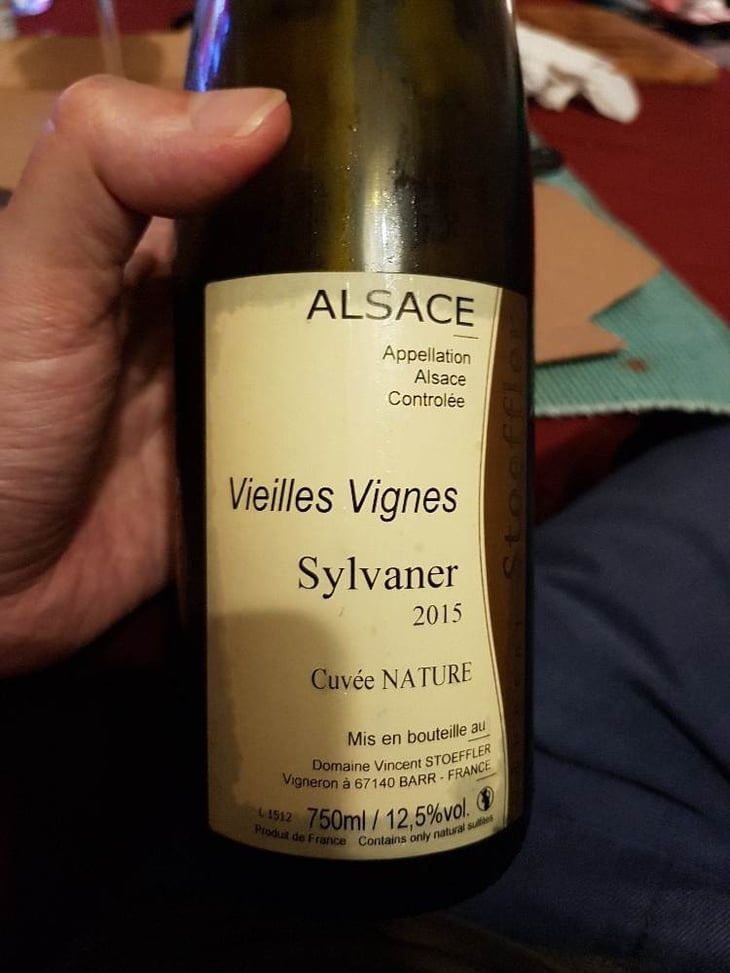 ALSACE
Appellation
Alsace
Controlée
Vieilles Vignes
Sylvaner
2015
Cuvée NATURE
Mis en bouteille au
Domaine Vincent STOEFFLER
Vigneron à 67140 BARR - FRANCE
L 1512 750ml / 12,5%vol.
Produit de France Contains only natural sulfites
Stoeffler